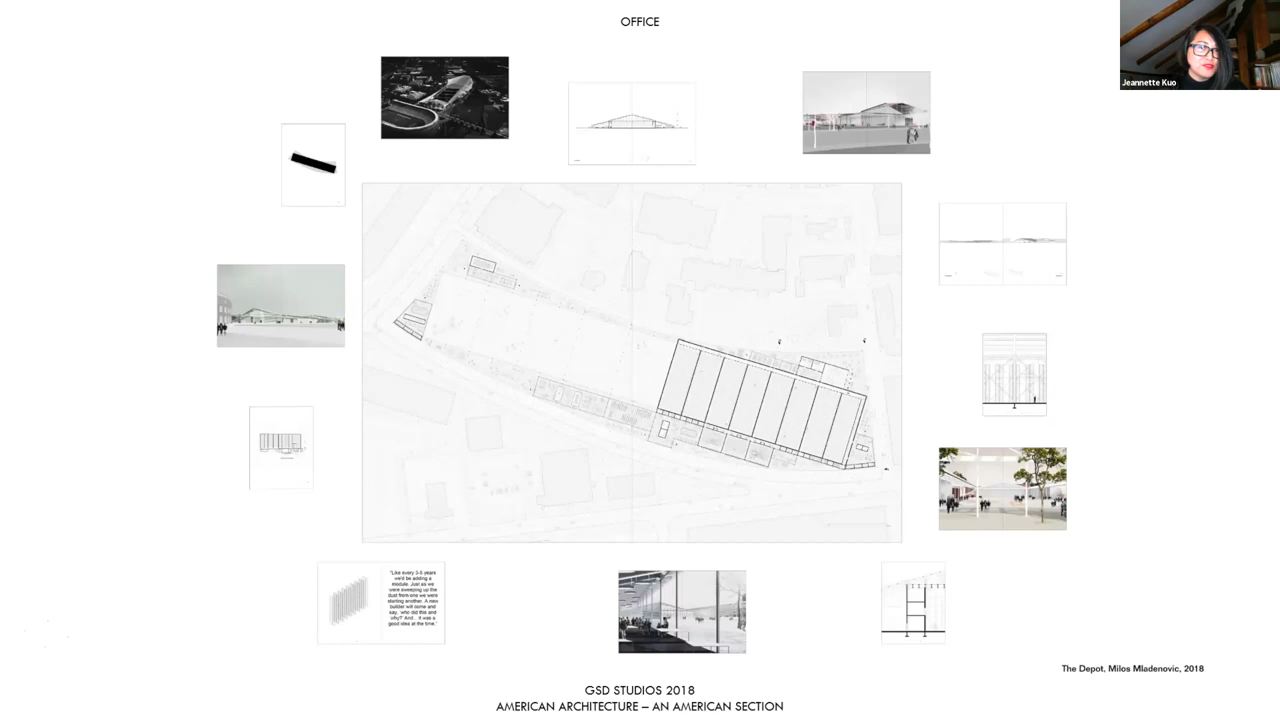 OFFICE
Jeannette Kuo
"Like every 3-5 years
we'd be adding a
module. Just as we
were sweeping up the
dust from one we were
starting another. A new
builder will come and
say, 'who did this and
why?' And... it was a
good idea at the time."
The Depot, Milos Mladenovic, 2018
GSD STUDIOS 2018
AMERICAN ARCHITECTURE – AN AMERICAN SECTION